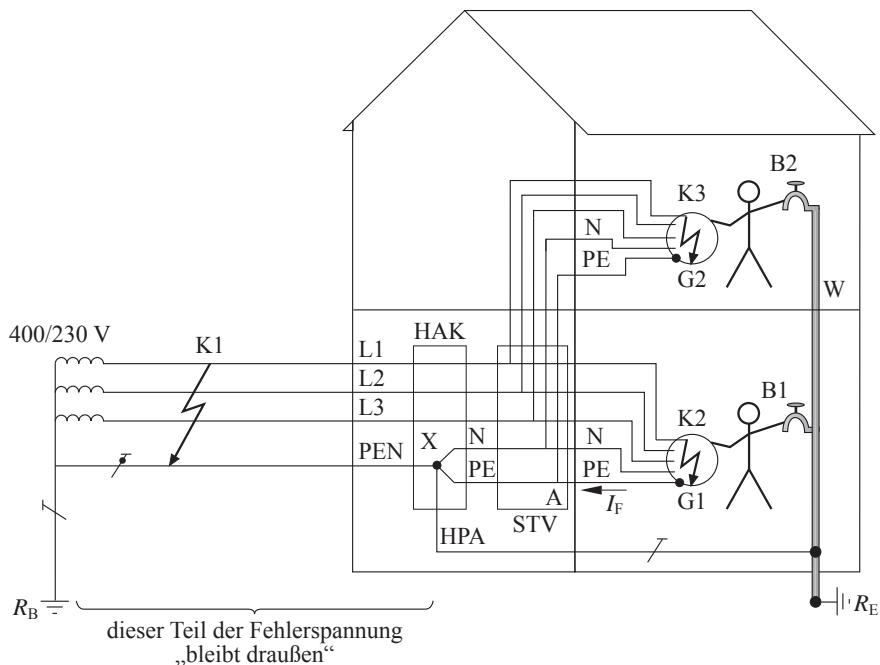 B2
K3
N
PE
G2
W
400/230 V
K1
HAK
L1
L2
L3
B1
K2
X
N
N
PEN
PE
PE
A
I_F
G1
STV
HPA
R_B
R_E
dieser Teil der Fehlerspannung
„bleibt draußen“